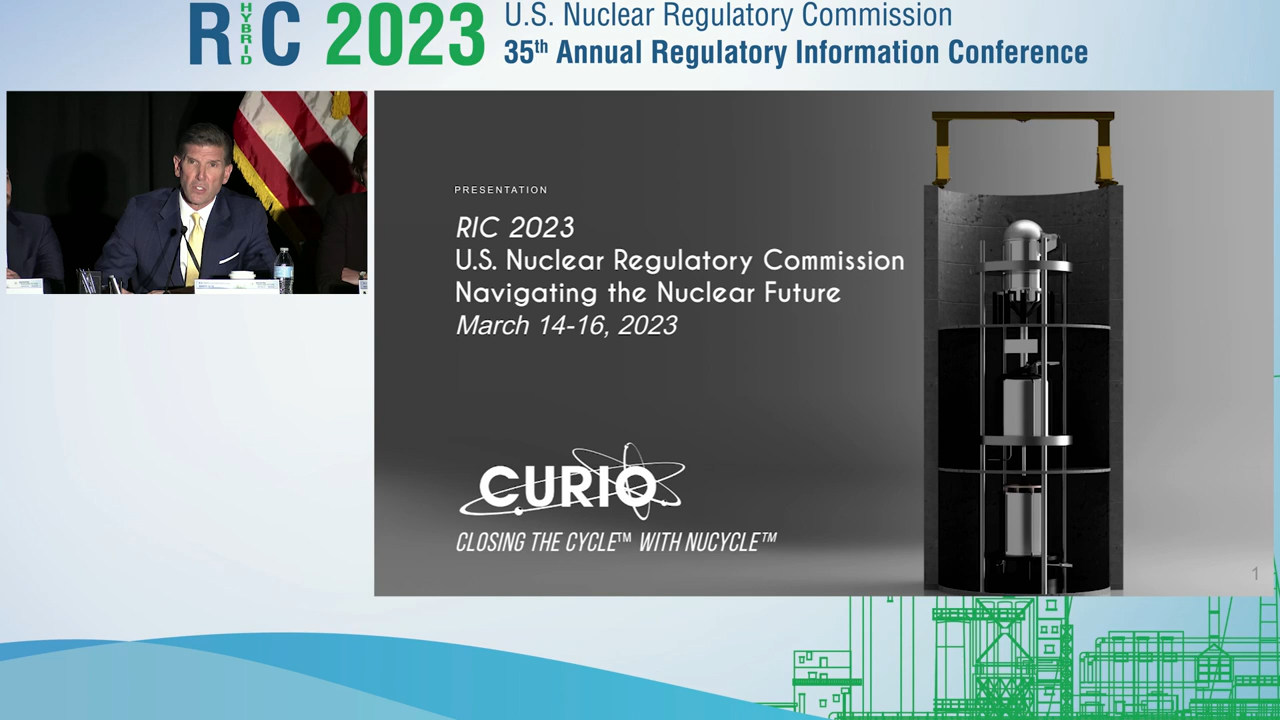 RIC 2023
HYBRID
U.S. Nuclear Regulatory Commission
35th Annual Regulatory Information Conference
PRESENTATION
RIC 2023
U.S. Nuclear Regulatory Commission
Navigating the Nuclear Future
March 14-16, 2023
CURIO
CLOSING THE CYCLE™ WITH NUCYCLE™
1